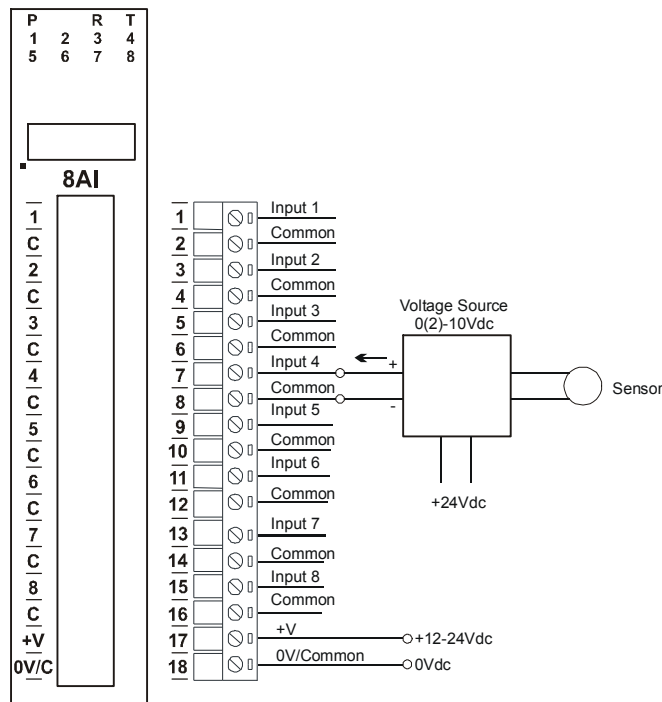 P R T
1 2 3 4
5 6 7 8
8AI
1
C
2
C
3
C
4
C
5
C
6
C
7
C
8
C
+V
0V/C
1 Input 1
2 Common
3 Input 2
4 Common
5 Input 3
6 Common
7 Input 4
8 Common
9 Input 5
10 Common
11 Input 6
12 Common
13 Input 7
14 Common
15 Input 8
16 Common
17 +V +12-24Vdc
18 0V/Common 0Vdc
Voltage Source
0(2)-10Vdc
+
-
Sensor
+24Vdc